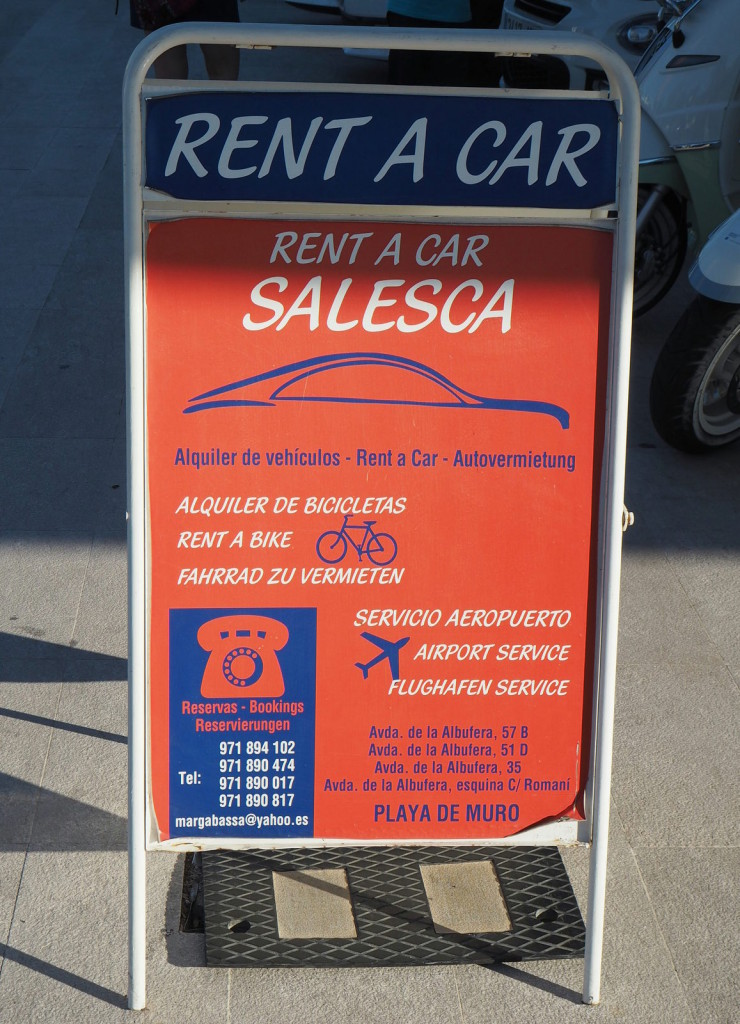 RENT A CAR
RENT A CAR
SALESCA
Alquiler de vehículos - Rent a Car - Autovermietung
ALQUILER DE BICICLETAS
RENT A BIKE
FAHRRAD ZU VERMIETEN
SERVICIO AEROPUERTO
AIRPORT SERVICE
FLUGHAFEN SERVICE
Reservas - Bookings
Reservierungen
Tel:
971 894 102
971 890 474
971 890 017
971 890 817
margabassa@yahoo.es
Avda. de la Albufera, 57 B
Avda. de la Albufera, 51 D
Avda. de la Albufera, 35
Avda. de la Albufera, esquina C/ Romaní
PLAYA DE MURO